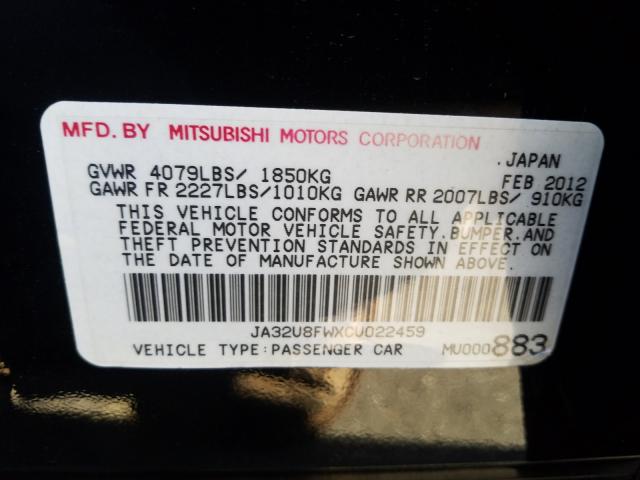 MFD. BY MITSUBISHI MOTORS CORPORATION
.JAPAN
GVWR 4079LBS/ 1850KG FEB 2012
GAWR FR 2227LBS/1010KG GAWR RR 2007LBS/ 910KG
THIS VEHICLE CONFORMS TO ALL APPLICABLE
FEDERAL MOTOR VEHICLE SAFETY.BUMPER.AND
THEFT PREVENTION STANDARDS IN EFFECT ON
THE DATE OF MANUFACTURE SHOWN ABOVE.
JA32U8FWXCU022459
VEHICLE TYPE:PASSENGER CAR MU000883